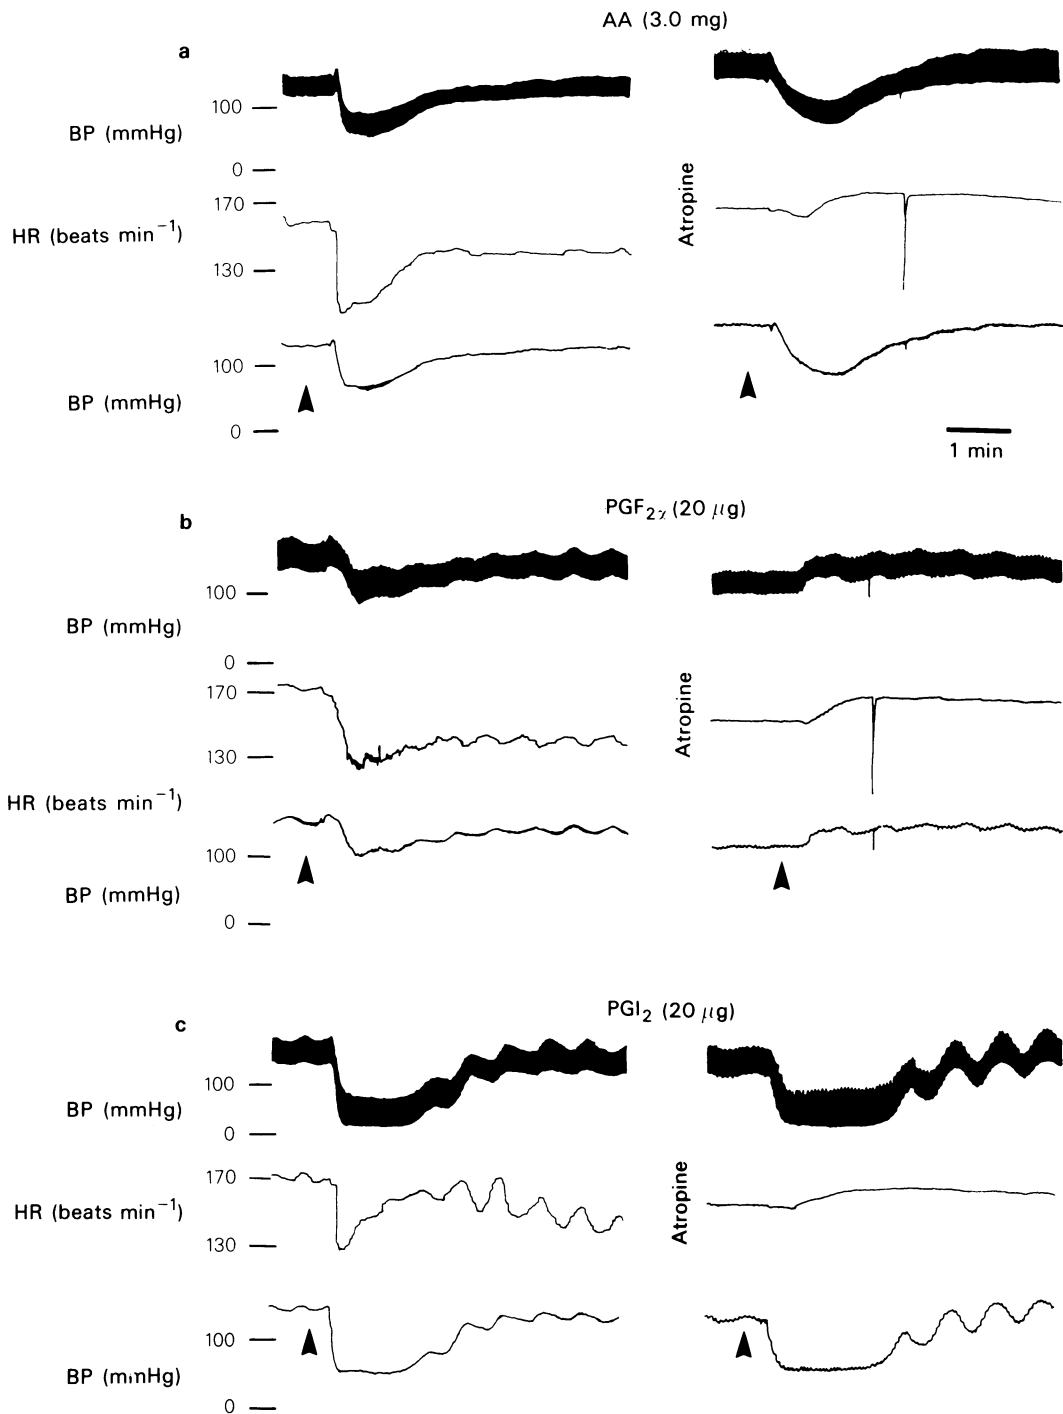 AA (3.0 mg)
a
100
BP (mmHg)
0
170
HR (beats min⁻¹)
130
100
BP (mmHg)
0
Atropine
1 min
PGF₂ᵪ (20 µg)
b
100
BP (mmHg)
0
170
130
HR (beats min⁻¹)
100
BP (mmHg)
0
Atropine
PGI₂ (20 µg)
c
100
BP (mmHg)
0
170
HR (beats min⁻¹)
130
100
BP (mmHg)
0
Atropine